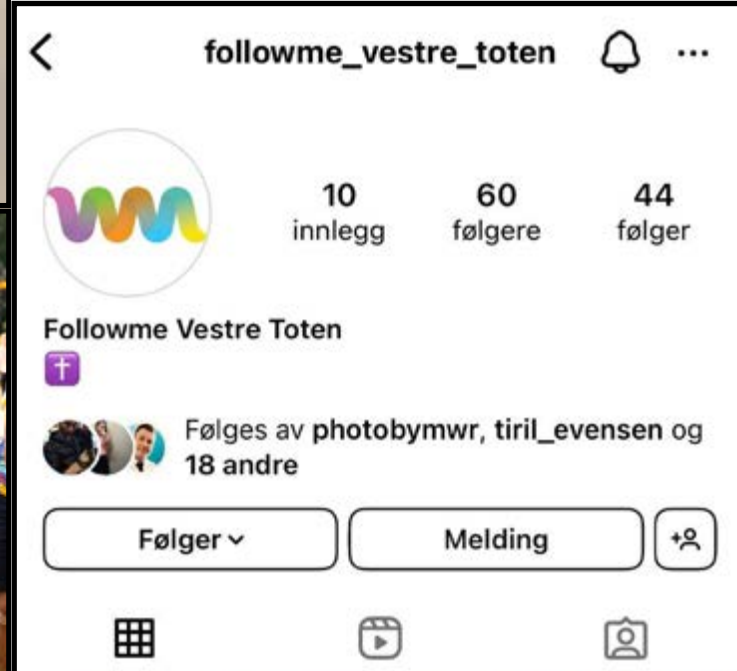 followme_vestre_toten
10 60 44
innlegg følgere følger
Followme Vestre Toten
Følges av photobymwr, tiril_evensen og
18 andre
Følger Melding